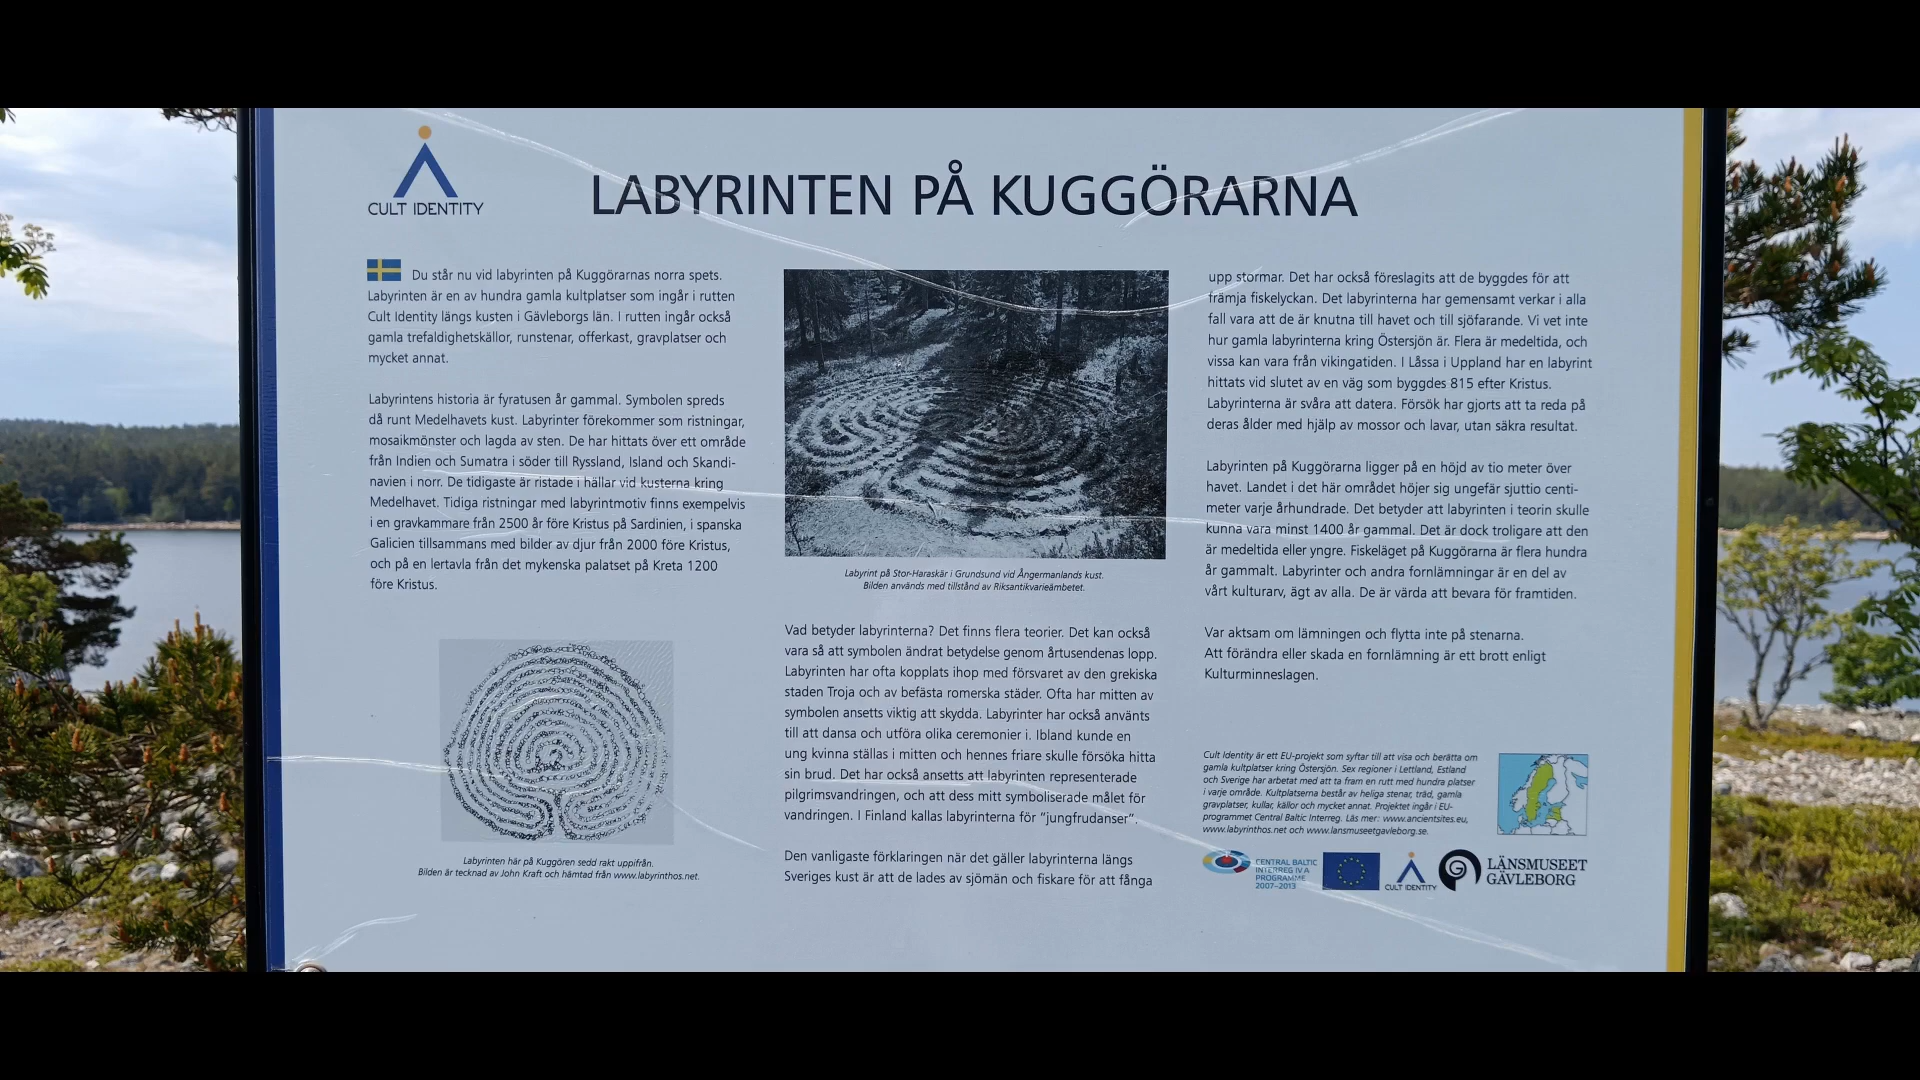 CULT IDENTITY
LABYRINTEN PÅ KUGGÖRARNA
Du står nu vid labyrinten på Kuggörarnas norra spets.
Labyrinten är en av hundra gamla kultplatser som ingår i rutten
Cult Identity längs kusten i Gävleborgs län. I rutten ingår också
gamla trefaldighetskällor, runstenar, offerkast, gravplatser och
mycket annat.
Labyrintens historia är fyratusen år gammal. Symbolen spreds
då runt Medelhavets kust. Labyrinter förekommer som ristningar,
mosaikmönster och lagda av sten. De har hittats över ett område
från Indien och Sumatra i söder till Ryssland, Island och Skandi-
navien i norr. De tidigaste är ristade i hällar vid kusterna kring
Medelhavet. Tidiga ristningar med labyrintmotiv finns exempelvis
i en gravkammare från 2500 år före Kristus på Sardinien, i spanska
Galicien tillsammans med bilder av djur från 2000 före Kristus,
och på en lertavla från det mykenska palatset på Kreta 1200
före Kristus.
Labyrinten här på Kuggören sedd rakt uppifrån.
Bilden är tecknad av John Kraft och hämtad från www.labyrinthos.net.
Labyrint på Stor-Haraskär i Grundsund vid Ångermanlands kust.
Bilden används med tillstånd av Riksantikvarieämbetet.
Vad betyder labyrinterna? Det finns flera teorier. Det kan också
vara så att symbolen ändrat betydelse genom årtusendenas lopp.
Labyrinten har ofta kopplats ihop med försvaret av den grekiska
staden Troja och av befästa romerska städer. Ofta har mitten av
symbolen ansetts viktig att skydda. Labyrinter har också använts
till att dansa och utföra olika ceremonier i. Ibland kunde en
ung kvinna ställas i mitten och hennes friare skulle försöka hitta
sin brud. Det har också ansetts att labyrinten representerade
pilgrimsvandringen, och att dess mitt symboliserade målet för
vandringen. I Finland kallas labyrinterna för ”jungfrudanser”.
Den vanligaste förklaringen när det gäller labyrinterna längs
Sveriges kust är att de lades av sjömän och fiskare för att fånga
upp stormar. Det har också föreslagits att de byggdes för att
främja fiskelyckan. Det labyrinterna har gemensamt verkar i alla
fall vara att de är knutna till havet och till sjöfarande. Vi vet inte
hur gamla labyrinterna kring Östersjön är. Flera är medeltida, och
vissa kan vara från vikingatiden. I Låssa i Uppland har en labyrint
hittats vid slutet av en väg som byggdes 815 efter Kristus.
Labyrinterna är svåra att datera. Försök har gjorts att ta reda på
deras ålder med hjälp av mossor och lavar, utan säkra resultat.
Labyrinten på Kuggörarna ligger på en höjd av tio meter över
havet. Landet i det här området höjer sig ungefär sjuttio centi-
meter varje århundrade. Det betyder att labyrinten i teorin skulle
kunna vara minst 1400 år gammal. Det är dock troligare att den
är medeltida eller yngre. Fiskeläget på Kuggörarna är flera hundra
år gammalt. Labyrinter och andra fornlämningar är en del av
vårt kulturarv, ägt av alla. De är värda att bevara för framtiden.
Var aktsam om lämningen och flytta inte på stenarna.
Att förändra eller skada en fornlämning är ett brott enligt
Kulturminneslagen.
Cult Identity är ett EU-projekt som syftar till att visa och berätta om
gamla kultplatser kring Östersjön. Sex regioner i Lettland, Estland
och Sverige har arbetat med att ta fram en rutt med hundra platser
i varje område. Kultplatserna består av heliga stenar, träd, gamla
gravplatser, kullar, källor och mycket annat. Projektet ingår i EU-
programmet Central Baltic Interreg. Läs mer: www.ancientsites.eu,
www.labyrinthos.net och www.lansmuseetgavleborg.se.
CENTRAL BALTIC
INTERREG IV A
PROGRAMME
2007–2013
CULT IDENTITY
LÄNSMUSEET
GÄVLEBORG